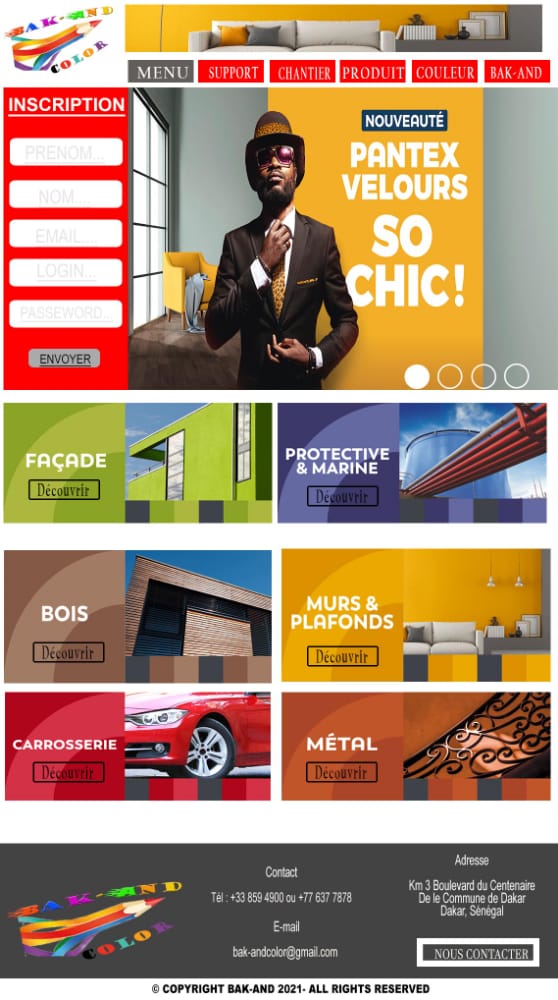 BAK-AND
COLOR
MENU
SUPPORT
CHANTIER
PRODUIT
COULEUR
BAK-AND
INSCRIPTION
PRENOM...
NOM....
EMAIL....
LOGIN...
PASSEWORD...
ENVOYER
NOUVEAUTÉ
PANTEX
VELOURS
SO
CHIC!
FAÇADE
Découvrir
PROTECTIVE
& MARINE
Découvrir
BOIS
Découvrir
MURS &
PLAFONDS
Découvrir
CARROSSERIE
Découvrir
MÉTAL
Découvrir
BAK-AND
COLOR
Contact
Tél : +33 859 4900 ou +77 637 7878
E-mail
bak-andcolor@gmail.com
Adresse
Km 3 Boulevard du Centenaire
De le Commune de Dakar
Dakar, Sénégal
NOUS CONTACTER
© COPYRIGHT BAK-AND 2021- ALL RIGHTS RESERVED